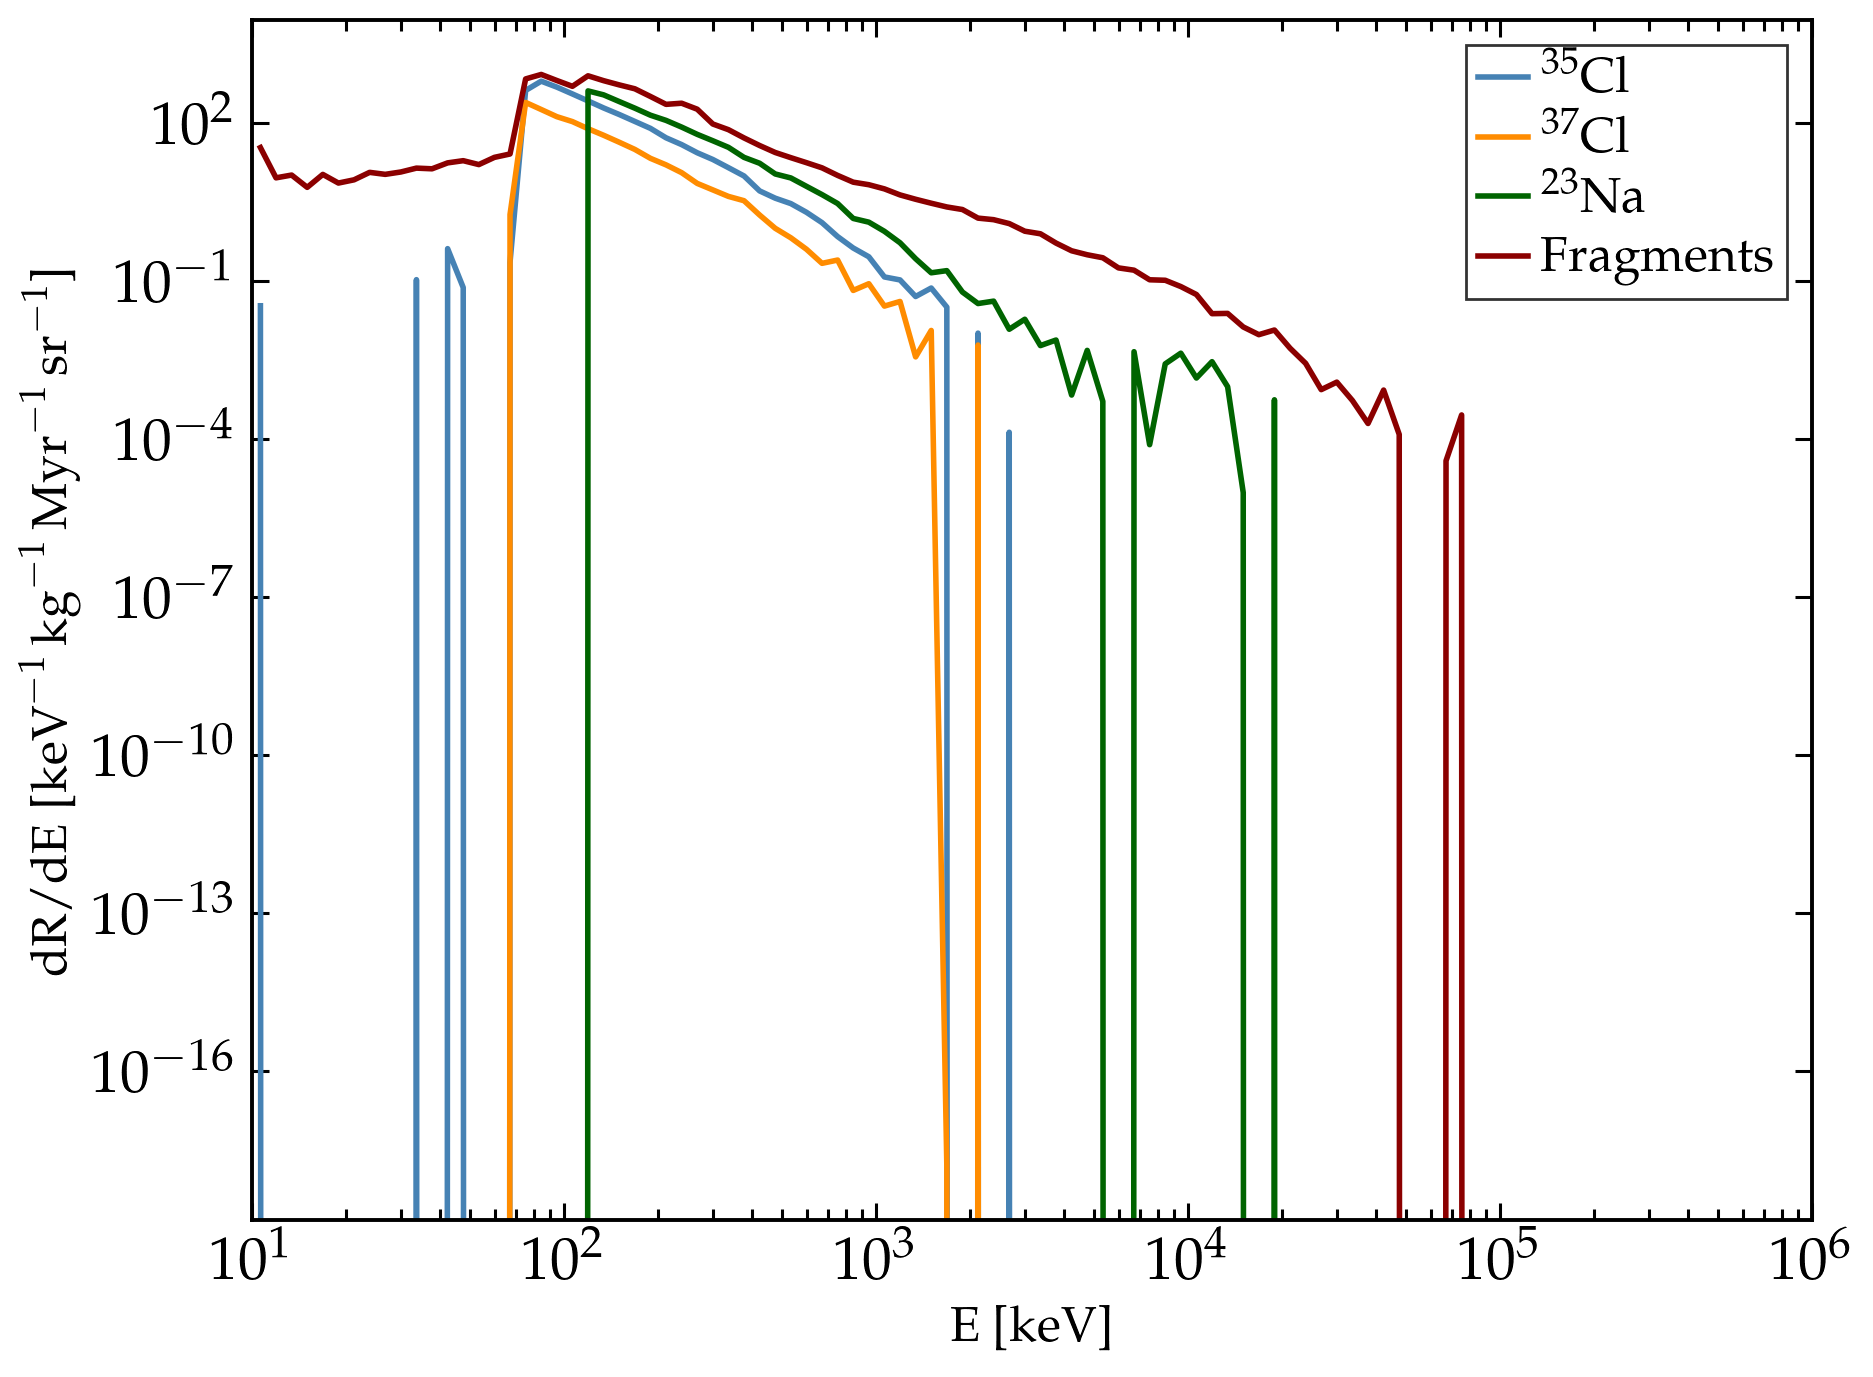 dR/dE [keV⁻¹ kg⁻¹ Myr⁻¹ sr⁻¹]
10²
10⁻¹
10⁻⁴
10⁻⁷
10⁻¹⁰
10⁻¹³
10⁻¹⁶
³⁵Cl
³⁷Cl
²³Na
Fragments
10¹ 10² 10³ 10⁴ 10⁵ 10⁶
E [keV]